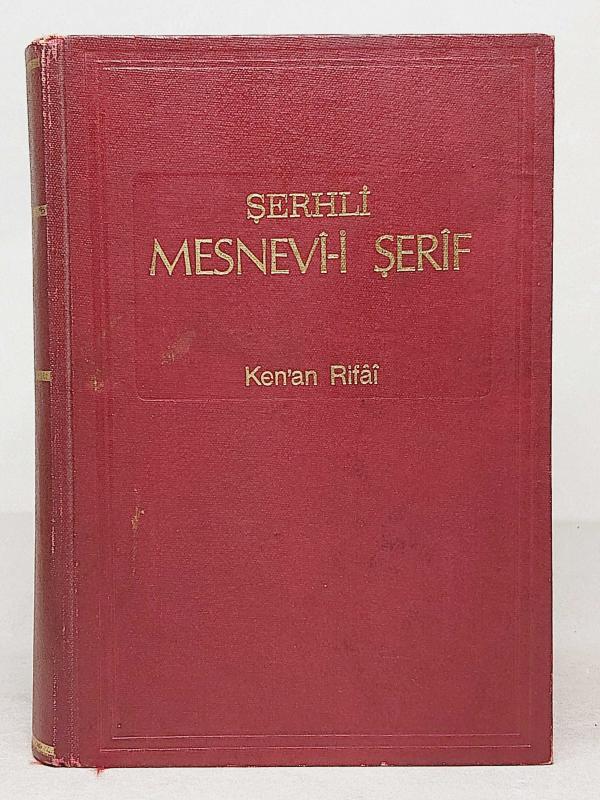 ŞERHLİ
MESNEVÎ-İ ŞERÎF
Ken'an Rifâî